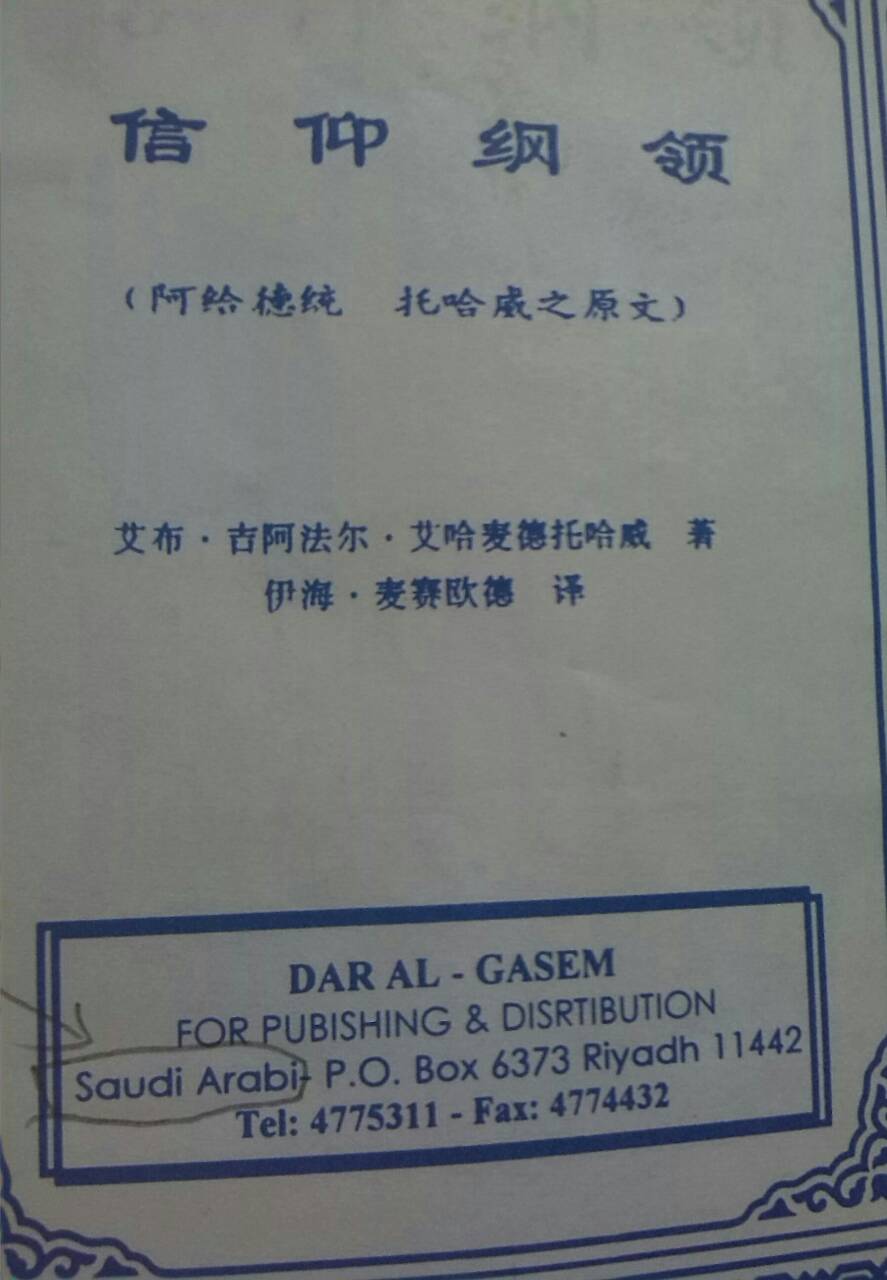 信仰纲领
（阿给德统 托哈威之原文）
艾布·吉阿法尔·艾哈麦德托哈威 著
伊海·麦赛欧德 译
DAR AL - GASEM
FOR PUBISHING & DISRTIBUTION
Saudi Arabi- P.O. Box 6373 Riyadh 11442
Tel: 4775311 - Fax: 4774432